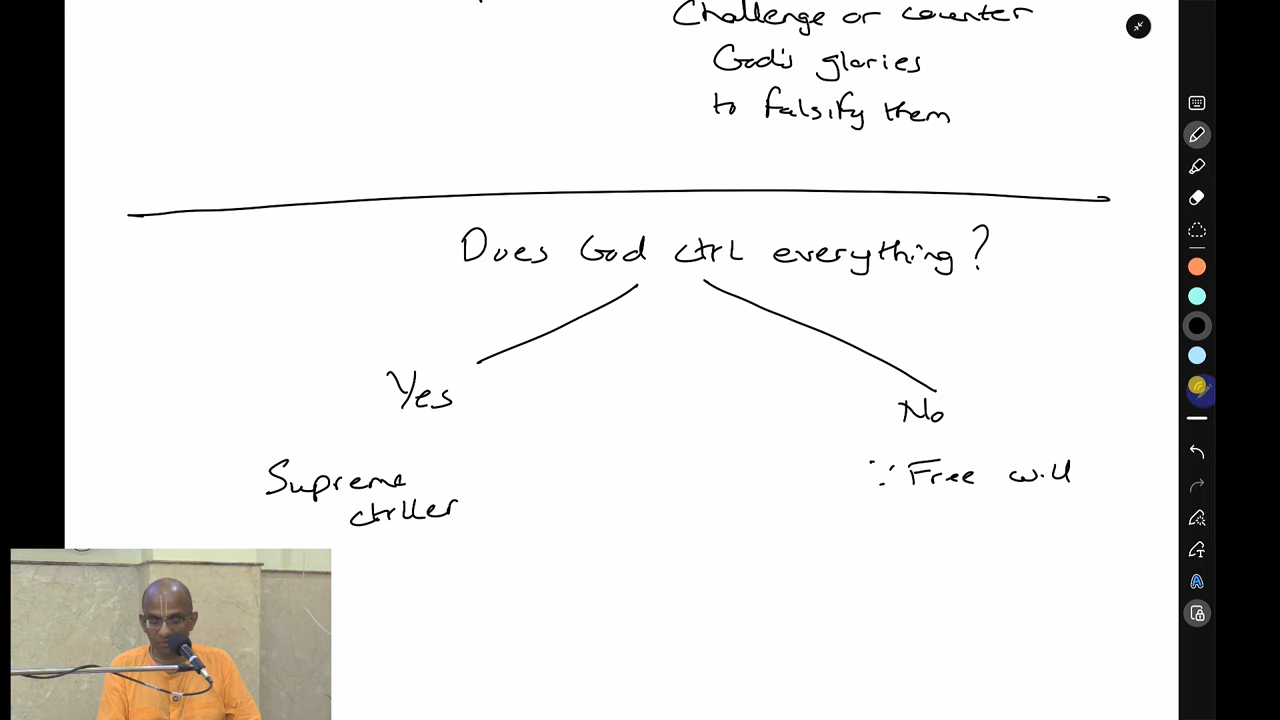 Challenge or counter
God's glories
to falsify them
Does God ctrl everything?
Yes
No
Supreme
ctrller
∵ Free will